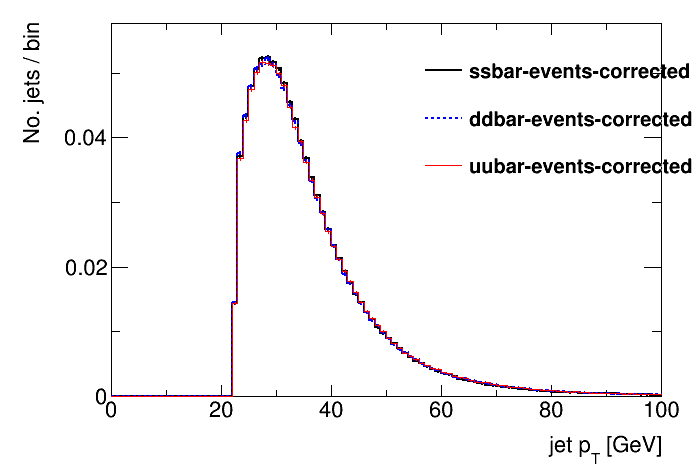 No. jets / bin
ssbar-events-corrected
ddbar-events-corrected
uubar-events-corrected
0.04
0.02
0
0 20 40 60 80 100
jet p_T [GeV]